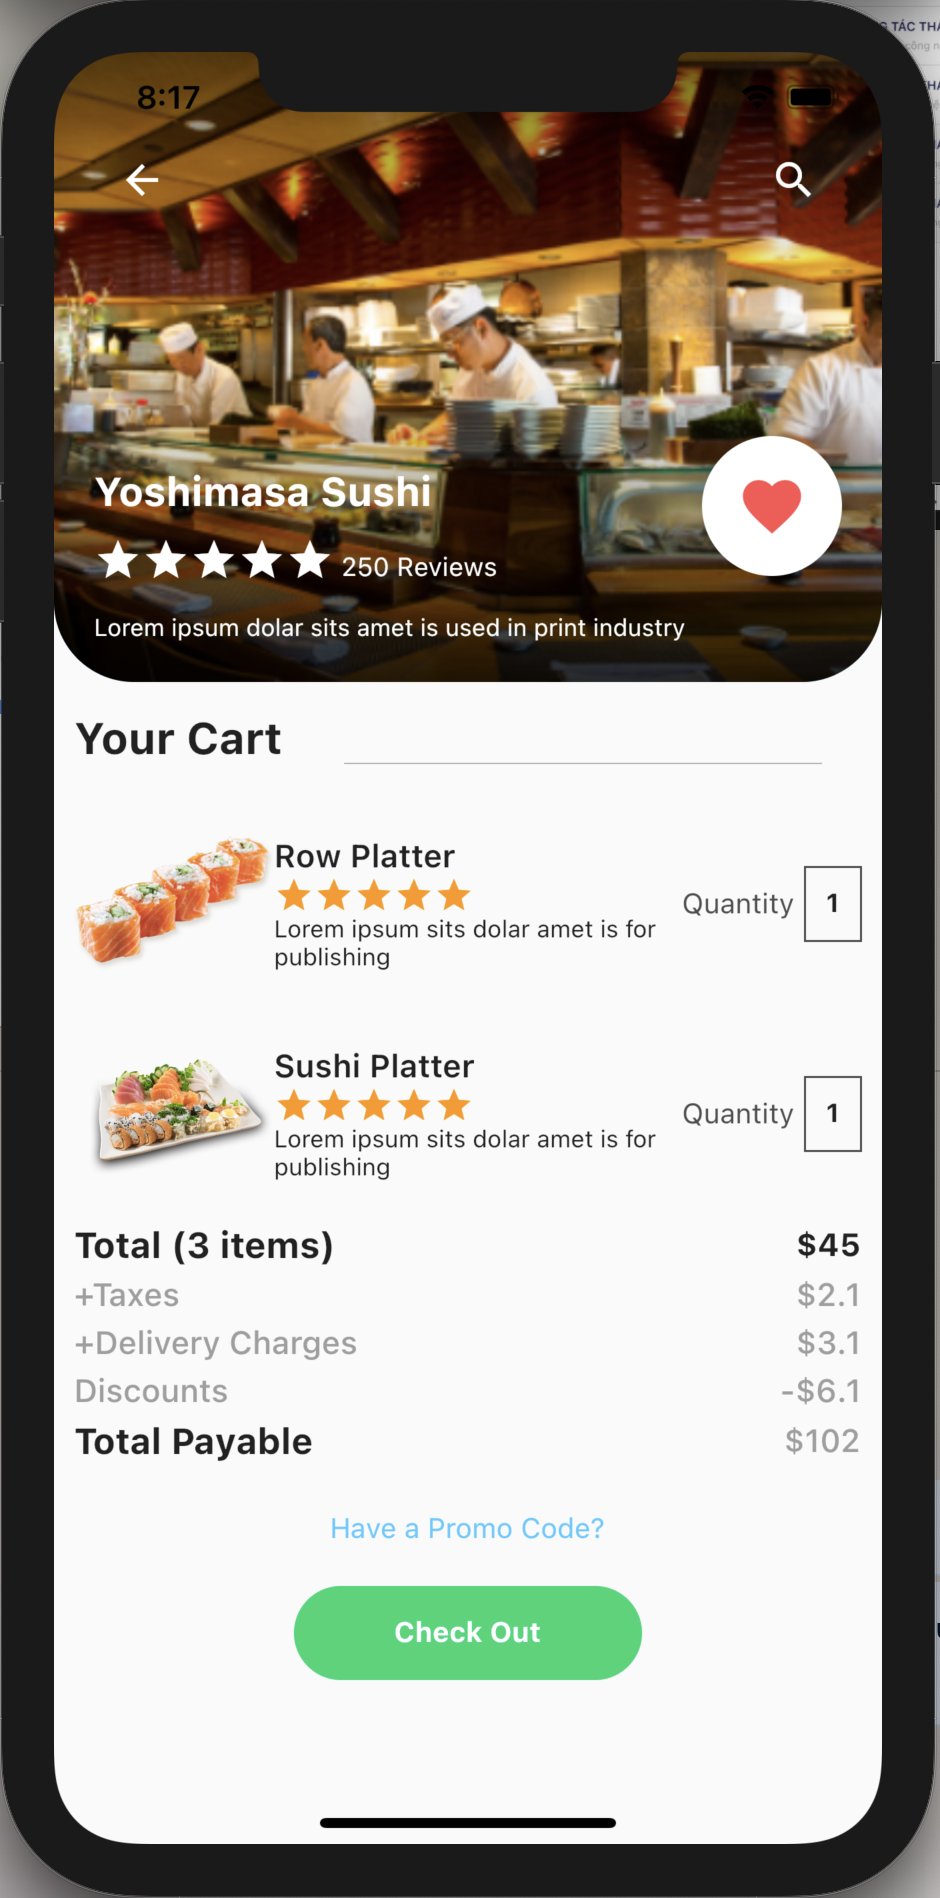 G TÁC THA
công n
8:17
Yoshimasa Sushi
250 Reviews
Lorem ipsum dolar sits amet is used in print industry
Your Cart
Row Platter
Lorem ipsum sits dolar amet is for
publishing
Quantity 1
Sushi Platter
Lorem ipsum sits dolar amet is for
publishing
Quantity 1
Total (3 items) $45
+Taxes $2.1
+Delivery Charges $3.1
Discounts -$6.1
Total Payable $102
Have a Promo Code?
Check Out